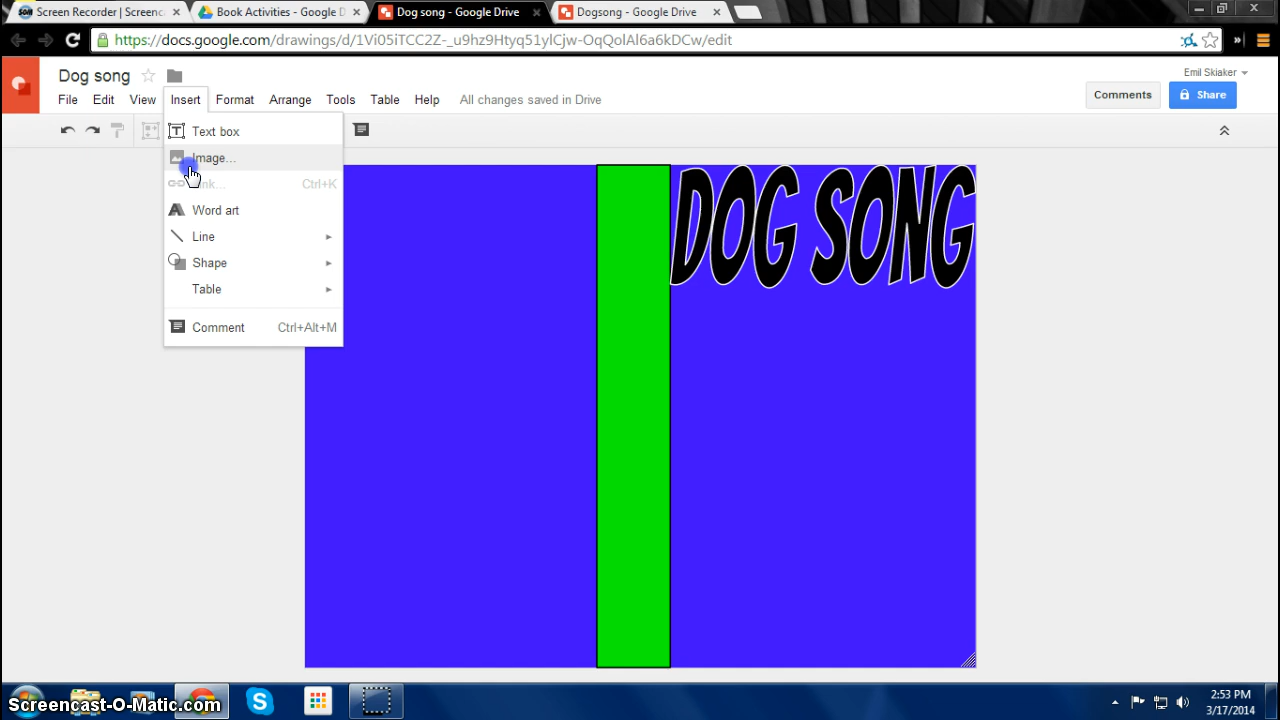 Screen Recorder | Screenc
Book Activities - Google D
Dog song - Google Drive
Dogsong - Google Drive
https://docs.google.com/drawings/d/1Vi05iTCC2Z-_u9hz9Htyq51ylCjw-OqQolAl6a6kDCw/edit
Dog song
Emil Skiaker
File Edit View Insert Format Arrange Tools Table Help All changes saved in Drive
Comments
Share
Text box
Image...
Ctrl+K
Word art
Line
Shape
Table
Comment Ctrl+Alt+M
DOG SONG
Screencast-O-Matic.com
2:53 PM
3/17/2014